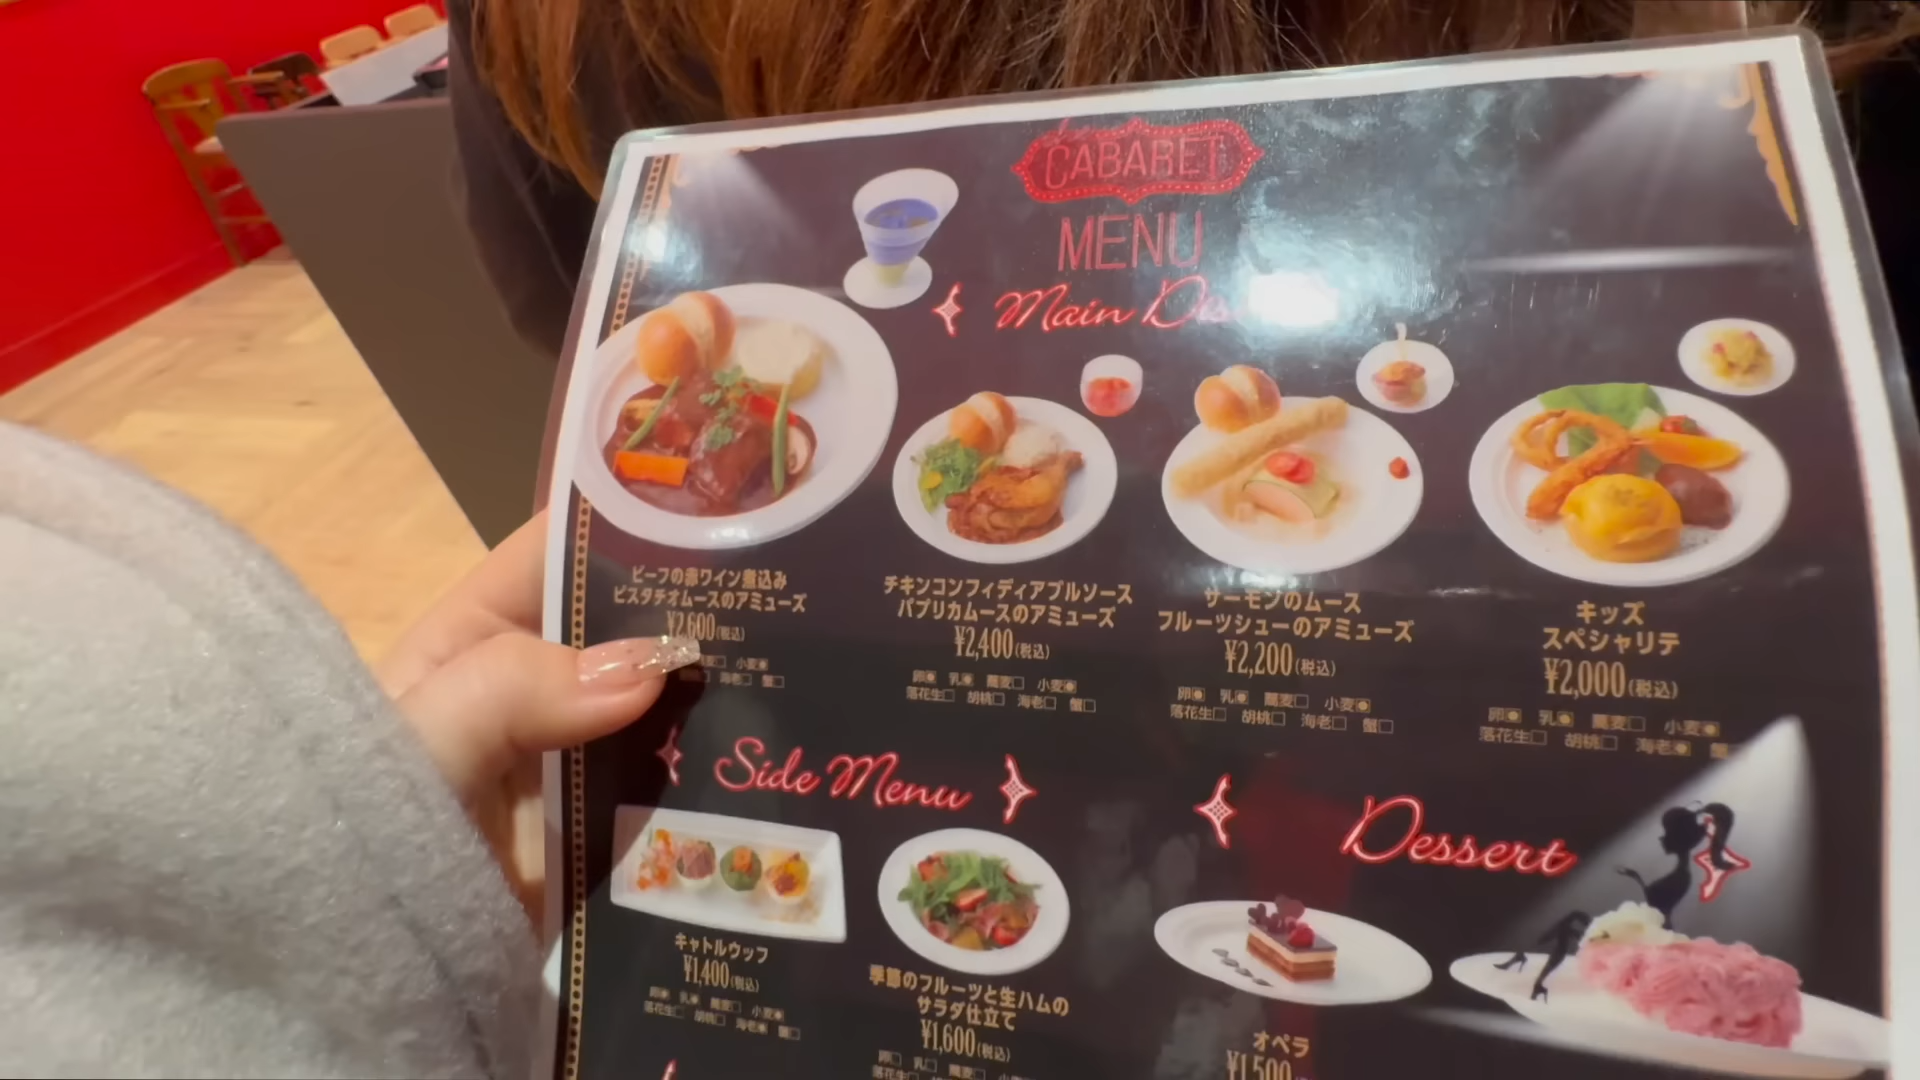 CABARET
MENU
Main Dis
ビーフの赤ワイン煮込み
ピスタチオムースのアミューズ
¥2,600(税込)
小麦
海老□ 蟹□
チキンコンフィディアブルソース
パプリカムースのアミューズ
¥2,400(税込)
卵 乳 蕎麦□ 小麦
落花生□ 胡桃□ 海老□ 蟹□
サーモンのムース
フルーツシューのアミューズ
¥2,200(税込)
卵 乳 蕎麦□ 小麦
落花生□ 胡桃□ 海老□ 蟹□
キッズ
スペシャリテ
¥2,000(税込)
卵 乳 蕎麦□ 小麦
落花生□ 胡桃□ 海老 蟹
Side Menu
キャトルウッフ
¥1,400(税込)
卵 乳 蕎麦□ 小麦
落花生□ 胡桃□ 海老 蟹□
季節のフルーツと生ハムの
サラダ仕立て
¥1,600(税込)
卵□ 乳□ 蕎麦□ 小麦
落花生□
Dessert
オペラ
¥1,500